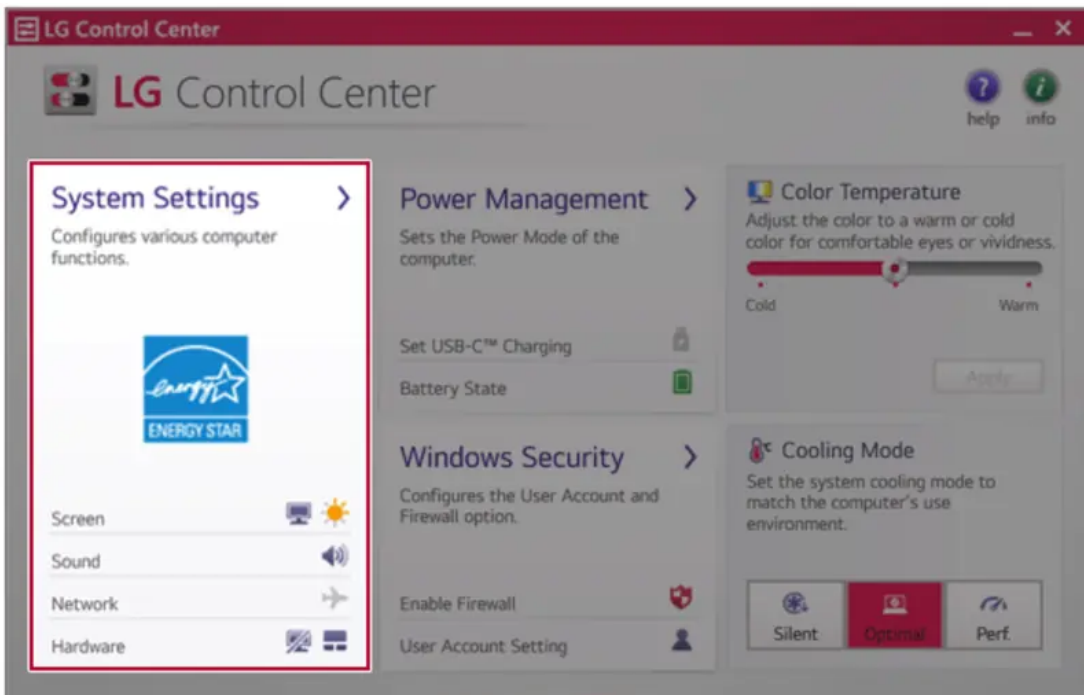 LG Control Center
LG Control Center
help
info
System Settings
Configures various computer
functions.
energy
ENERGY STAR
Screen
Sound
Network
Hardware
Power Management
Sets the Power Mode of the
computer.
Set USB-C™ Charging
Battery State
Windows Security
Configures the User Account and
Firewall option.
Enable Firewall
User Account Setting
Color Temperature
Adjust the color to a warm or cold
color for comfortable eyes or vividness.
Cold
Warm
Apply
Cooling Mode
Set the system cooling mode to
match the computer's use
environment.
Silent
Optimal
Perf.